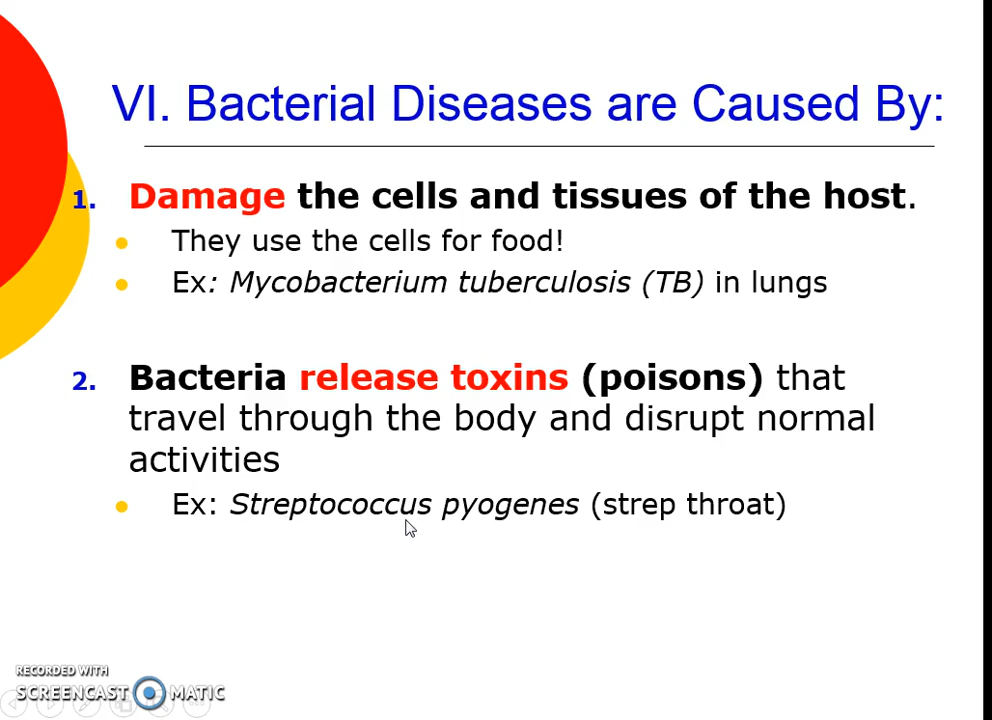 VI. Bacterial Diseases are Caused By:
1. Damage the cells and tissues of the host.
They use the cells for food!
Ex: Mycobacterium tuberculosis (TB) in lungs
2. Bacteria release toxins (poisons) that
travel through the body and disrupt normal
activities
Ex: Streptococcus pyogenes (strep throat)
RECORDED WITH
SCREENCAST MATIC